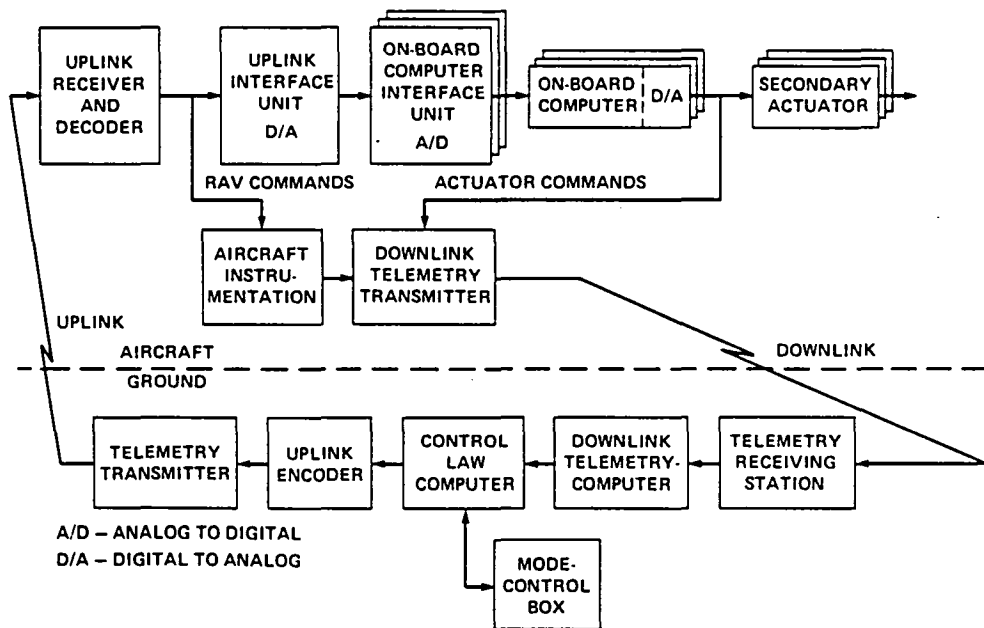 UPLINK
RECEIVER
AND
DECODER
UPLINK
INTERFACE
UNIT
D/A
ON-BOARD
COMPUTER
INTERFACE
UNIT
A/D
ON-BOARD
COMPUTER
D/A
SECONDARY
ACTUATOR
RAV COMMANDS
ACTUATOR COMMANDS
AIRCRAFT
INSTRU-
MENTATION
DOWNLINK
TELEMETRY
TRANSMITTER
UPLINK
AIRCRAFT
DOWNLINK
GROUND
TELEMETRY
TRANSMITTER
UPLINK
ENCODER
CONTROL
LAW
COMPUTER
DOWNLINK
TELEMETRY-
COMPUTER
TELEMETRY
RECEIVING
STATION
A/D – ANALOG TO DIGITAL
D/A – DIGITAL TO ANALOG
MODE-
CONTROL
BOX